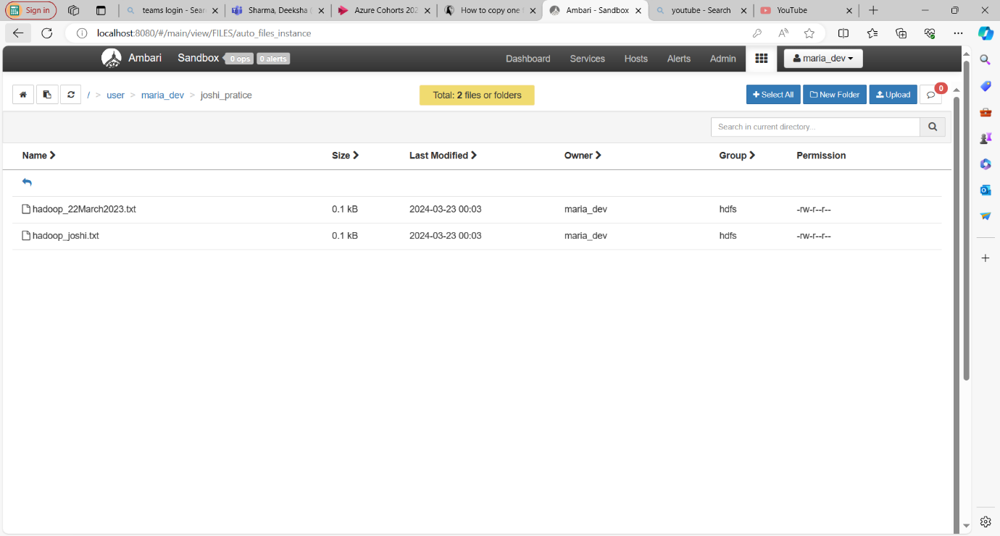 Sign in
teams login - Sear
Sharma, Deeksha (
Azure Cohorts 202
How to copy one t
Ambari - Sandbox
youtube - Search
YouTube
localhost:8080/#/main/view/FILES/auto_files_instance
Ambari Sandbox 0 ops 0 alerts Dashboard Services Hosts Alerts Admin maria_dev
/ > user > maria_dev > joshi_pratice Total: 2 files or folders Select All New Folder Upload 0
Search in current directory...
Name Size Last Modified Owner Group Permission
hadoop_22March2023.txt 0.1 kB 2024-03-23 00:03 maria_dev hdfs -rw-r--r--
hadoop_joshi.txt 0.1 kB 2024-03-23 00:03 maria_dev hdfs -rw-r--r--